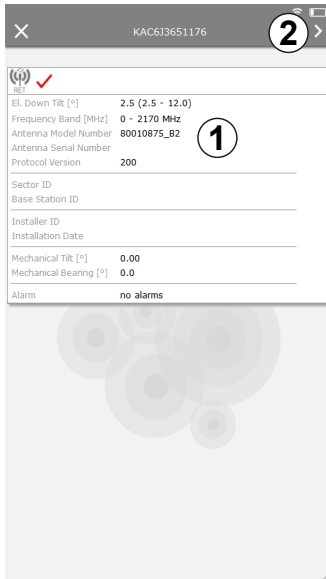 KAC6J3651176
2
RET
El. Down Tilt [°] 2.5 (2.5 - 12.0)
Frequency Band [MHz] 0 - 2170 MHz
Antenna Model Number 80010875_B2
1
Antenna Serial Number
Protocol Version 200
Sector ID
Base Station ID
Installer ID
Installation Date
Mechanical Tilt [°] 0.00
Mechanical Bearing [°] 0.0
Alarm no alarms